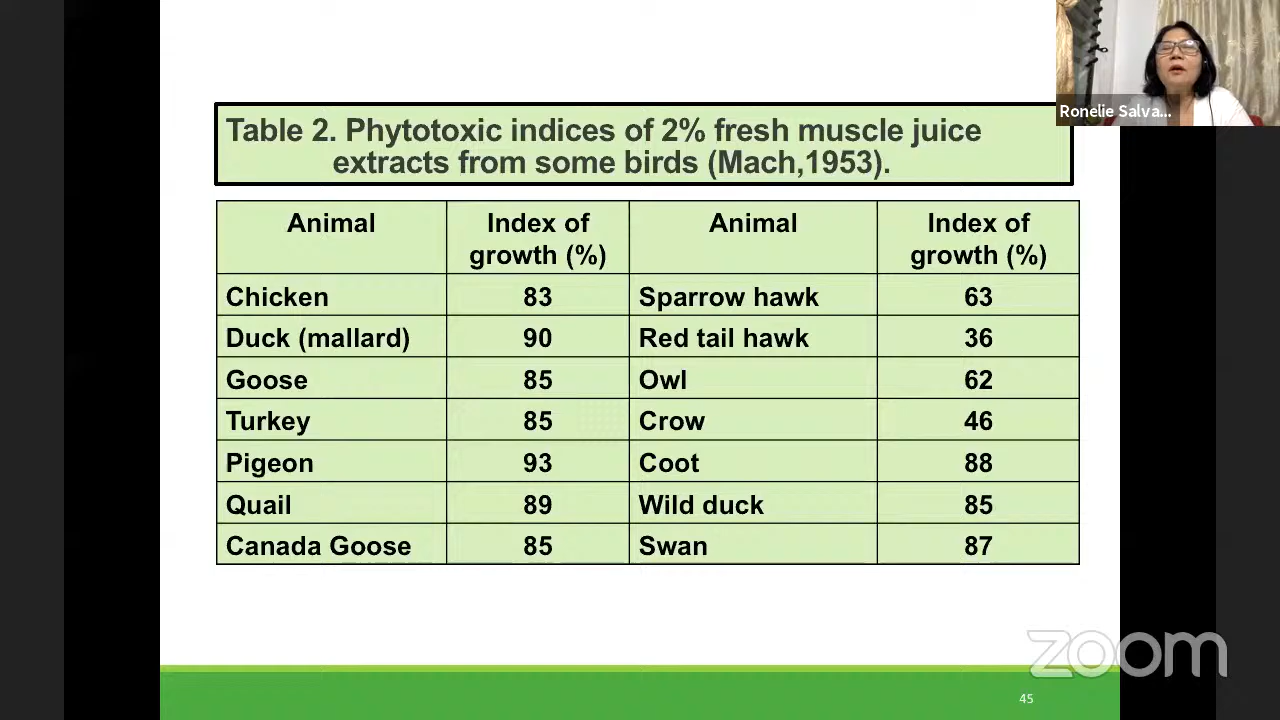 Ronelie Salva...
Table 2. Phytotoxic indices of 2% fresh muscle juice
extracts from some birds (Mach,1953).
Animal Index of growth (%) Animal Index of growth (%)
Chicken 83 Sparrow hawk 63
Duck (mallard) 90 Red tail hawk 36
Goose 85 Owl 62
Turkey 85 Crow 46
Pigeon 93 Coot 88
Quail 89 Wild duck 85
Canada Goose 85 Swan 87
zoom
45